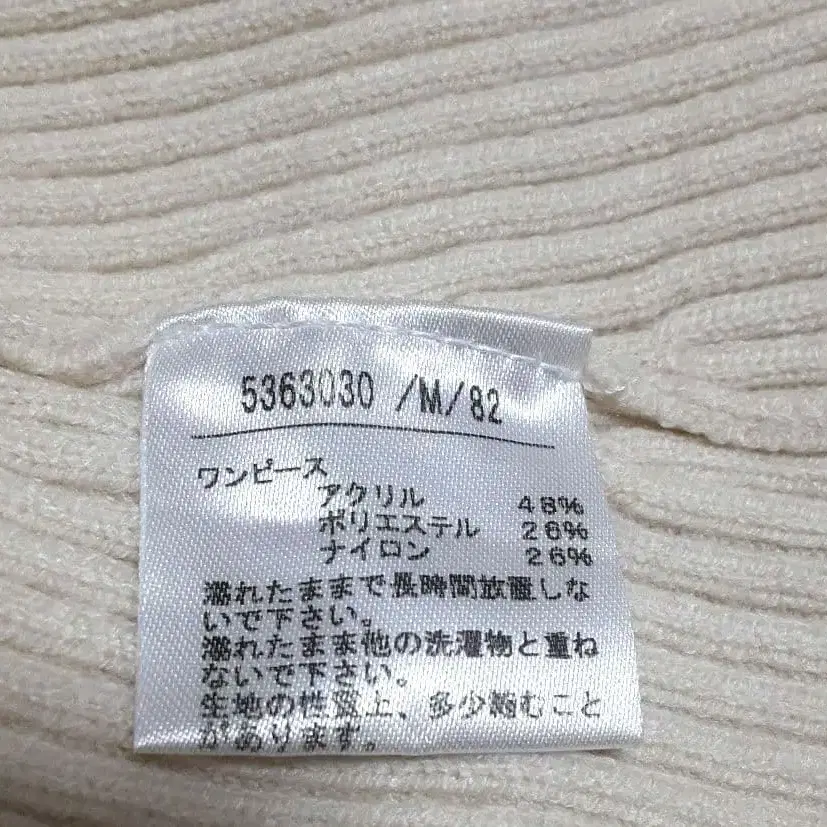 5363030 /M/82
ワンピース
アクリル 48%
ポリエステル 26%
ナイロン 26%
濡れたままで長時間放置しな
いで下さい。
濡れたまま他の洗濯物と重ね
ないで下さい。
生地の性質上、多少縮むこと
があります。